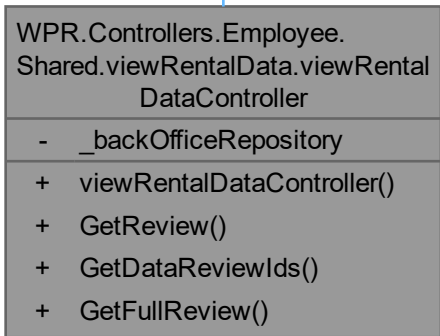 WPR.Controllers.Employee.
Shared.viewRentalData.viewRental
DataController
- _backOfficeRepository
+ viewRentalDataController()
+ GetReview()
+ GetDataReviewIds()
+ GetFullReview()